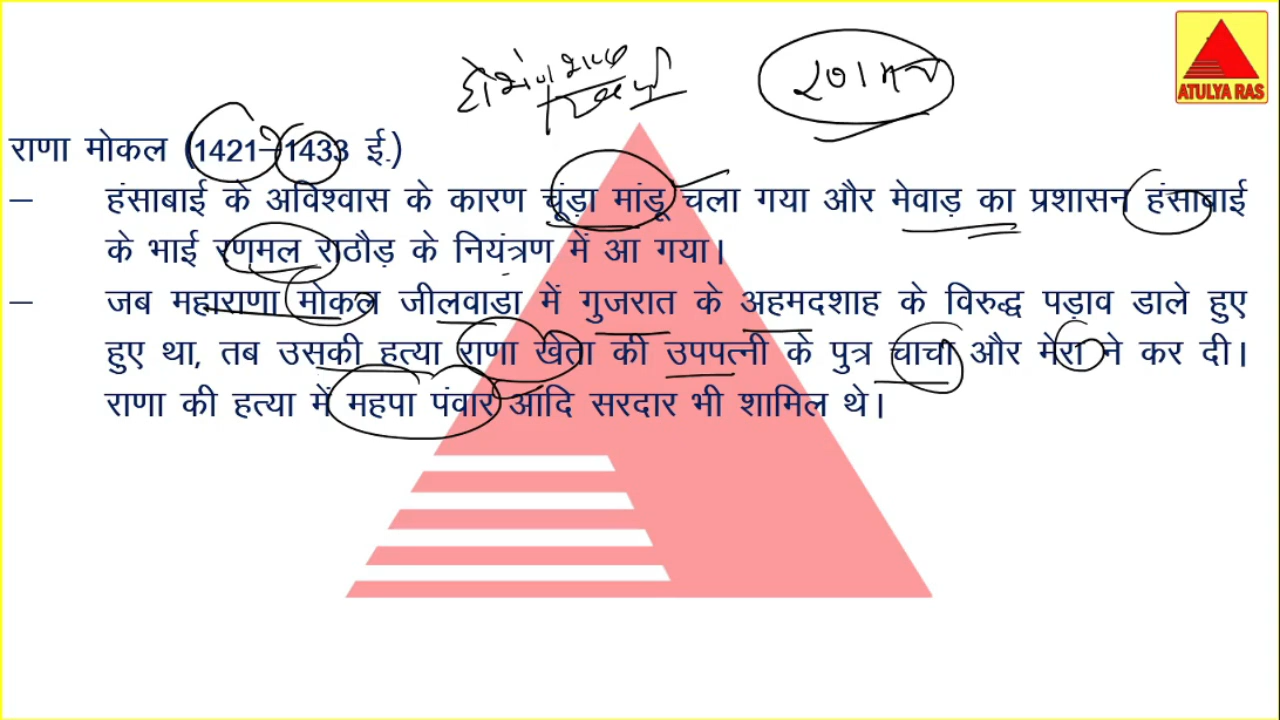 ATULYA RAS
राणा मोकल (1421-1433 ई.)
– हंसाबाई के अविश्वास के कारण चूंड़ा मांडू चला गया और मेवाड़ का प्रशासन हंसाबाई
के भाई रणमल राठौड़ के नियंत्रण में आ गया।
– जब महाराणा मोकल जीलवाडा में गुजरात के अहमदशाह के विरुद्ध पड़ाव डाले हुए
हुए था, तब उसकी हत्या राणा खेता की उपपत्नी के पुत्र चाचा और मेरा ने कर दी।
राणा की हत्या में महपा पंवार आदि सरदार भी शामिल थे।